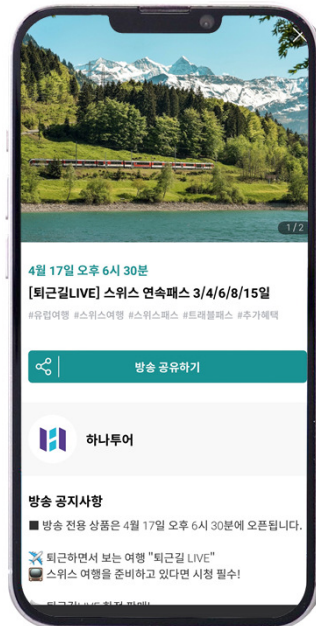 1/2
4월 17일 오후 6시 30분
[퇴근길LIVE] 스위스 연속패스 3/4/6/8/15일
#유럽여행 #스위스여행 #스위스패스 #트래블패스 #추가혜택
방송 공유하기
하나투어
방송 공지사항
■ 방송 전용 상품은 4월 17일 오후 6시 30분에 오픈됩니다.
✈️ 퇴근하면서 보는 여행 "퇴근길 LIVE"
🚍 스위스 여행을 준비하고 있다면 시청 필수!